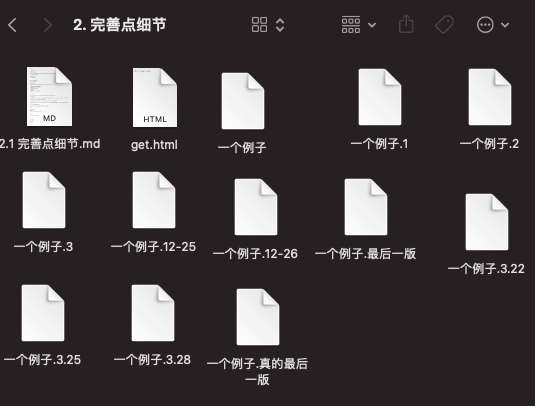 2. 完善点细节
MD
HTML
2.1 完善点细节.md
get.html
一个例子
一个例子.1
一个例子.2
一个例子.3
一个例子.12-25
一个例子.12-26
一个例子.最后一版
一个例子.3.22
一个例子.3.25
一个例子.3.28
一个例子.真的最后
一版